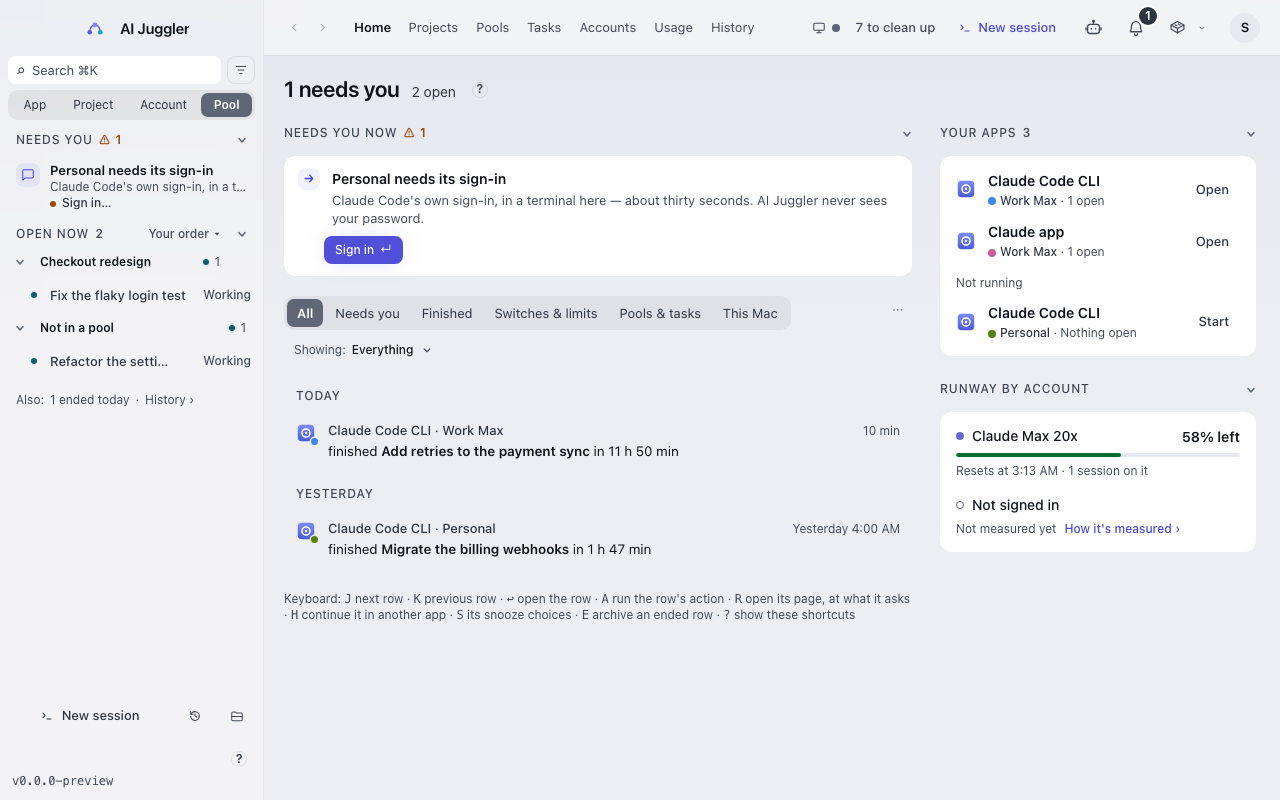 AI Juggler
Search ⌘K
App Project Account Pool
NEEDS YOU 1
Personal needs its sign-in
Claude Code's own sign-in, in a t…
Sign in…
OPEN NOW 2 Your order
Checkout redesign 1
Fix the flaky login test Working
Not in a pool 1
Refactor the setti… Working
Also: 1 ended today · History ›
New session
?
v0.0.0-preview
Home Projects Pools Tasks Accounts Usage History
7 to clean up
New session
1
S
1 needs you 2 open ?
NEEDS YOU NOW 1
Personal needs its sign-in
Claude Code's own sign-in, in a terminal here — about thirty seconds. AI Juggler never sees
your password.
Sign in ↵
All Needs you Finished Switches & limits Pools & tasks This Mac
···
Showing: Everything
TODAY
Claude Code CLI · Work Max 10 min
finished Add retries to the payment sync in 11 h 50 min
YESTERDAY
Claude Code CLI · Personal Yesterday 4:00 AM
finished Migrate the billing webhooks in 1 h 47 min
Keyboard: J next row · K previous row · ↩ open the row · A run the row's action · R open its page, at what it asks
· H continue it in another app · S its snooze choices · E archive an ended row · ? show these shortcuts
YOUR APPS 3
Claude Code CLI
Work Max · 1 open
Open
Claude app
Work Max · 1 open
Open
Not running
Claude Code CLI
Personal · Nothing open
Start
RUNWAY BY ACCOUNT
Claude Max 20x 58% left
Resets at 3:13 AM · 1 session on it
Not signed in
Not measured yet How it's measured ›